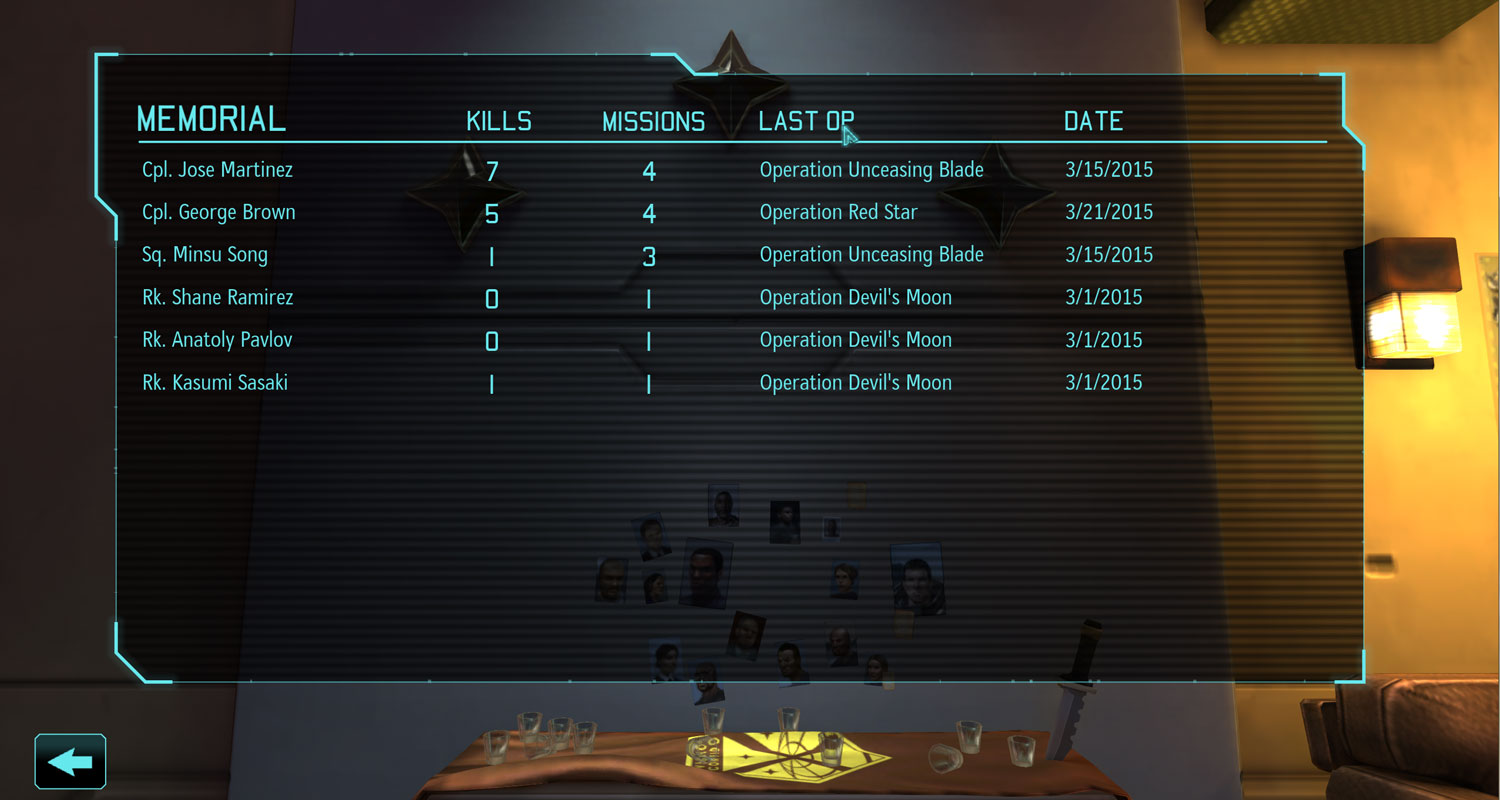 MEMORIAL KILLS MISSIONS LAST OP DATE
Cpl. Jose Martinez 7 4 Operation Unceasing Blade 3/15/2015
Cpl. George Brown 5 4 Operation Red Star 3/21/2015
Sq. Minsu Song 1 3 Operation Unceasing Blade 3/15/2015
Rk. Shane Ramirez 0 1 Operation Devil's Moon 3/1/2015
Rk. Anatoly Pavlov 0 1 Operation Devil's Moon 3/1/2015
Rk. Kasumi Sasaki 1 1 Operation Devil's Moon 3/1/2015